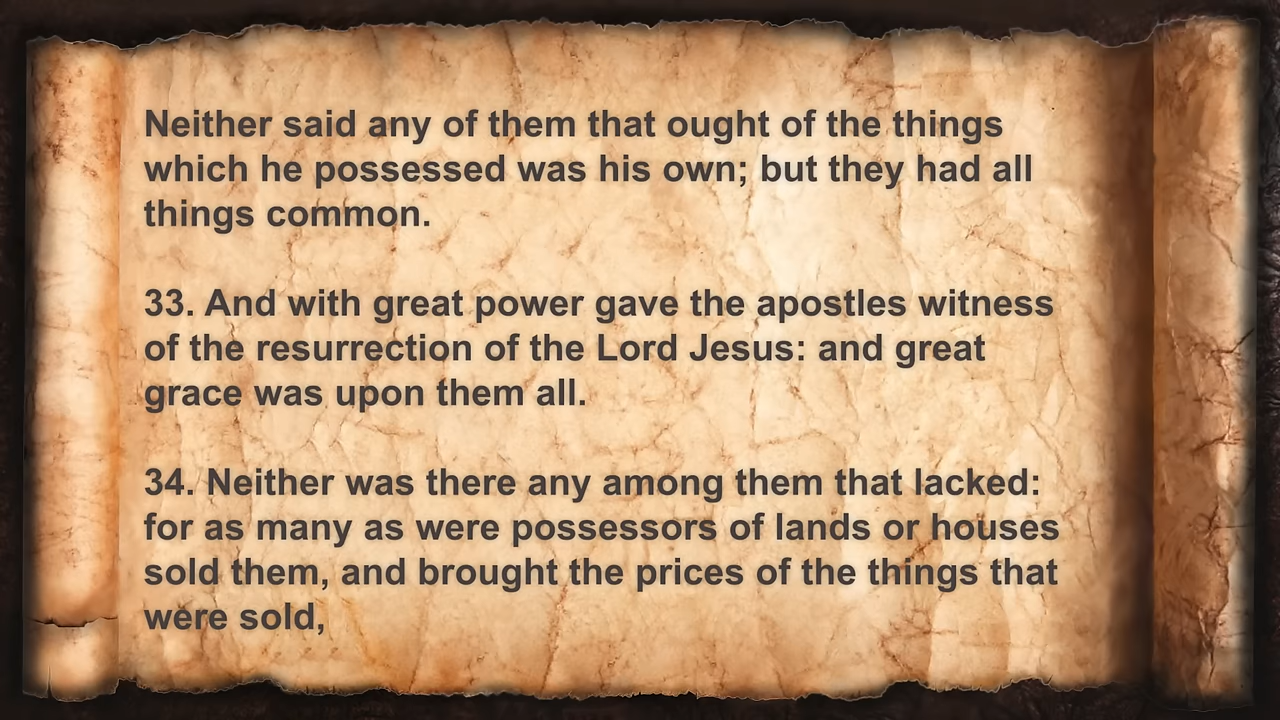 Neither said any of them that ought of the things
which he possessed was his own; but they had all
things common.
33. And with great power gave the apostles witness
of the resurrection of the Lord Jesus: and great
grace was upon them all.
34. Neither was there any among them that lacked:
for as many as were possessors of lands or houses
sold them, and brought the prices of the things that
were sold,